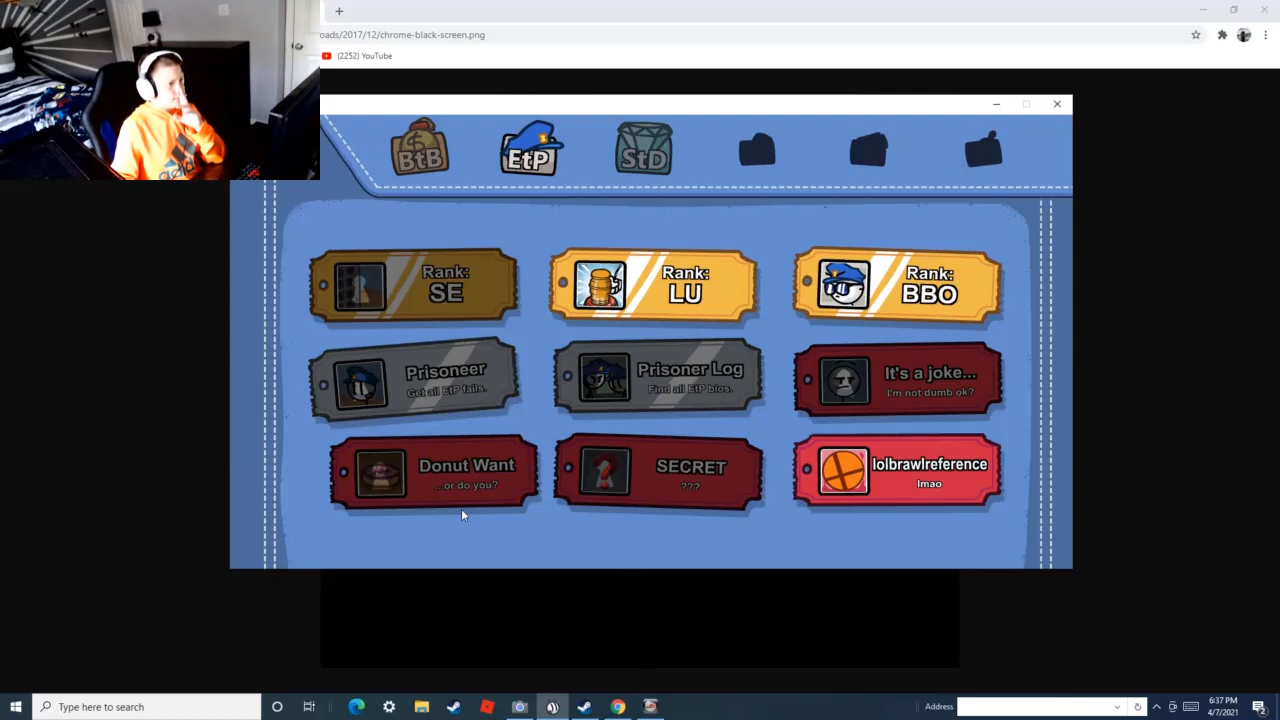 oads/2017/12/chrome-black-screen.png
(2252) YouTube
BtB
EtP
StD
Rank:
SE
Rank:
LU
Rank:
BBO
Prisoneer
Get all EtP fails.
Prisoner Log
Find all EtP bios.
It's a joke...
I'm not dumb ok?
Donut Want
...or do you?
SECRET
???
lolbrawlreference
lmao
Type here to search
Address
6:37 PM
4/7/2021
2